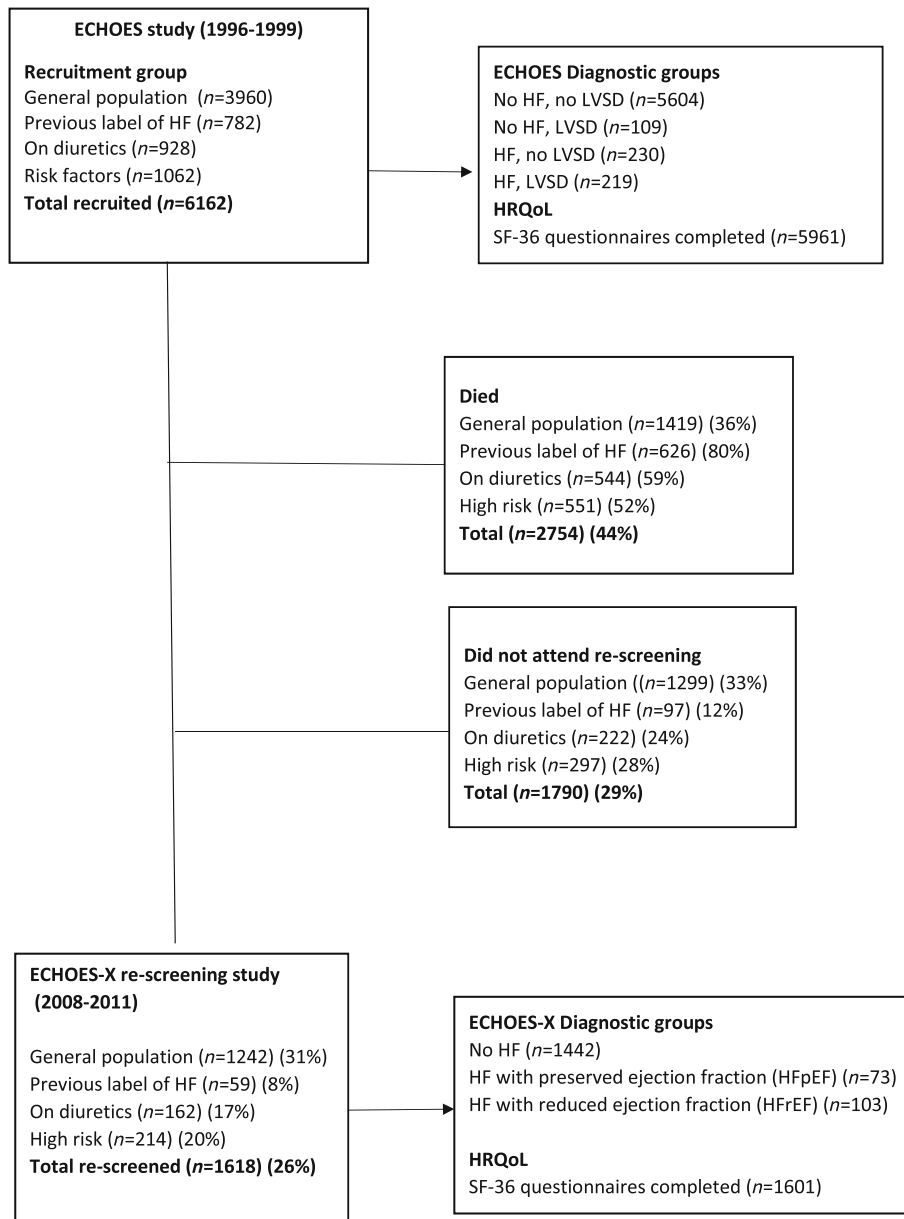 ECHOES study (1996-1999)
Recruitment group
General population (n=3960)
Previous label of HF (n=782)
On diuretics (n=928)
Risk factors (n=1062)
Total recruited (n=6162)
ECHOES Diagnostic groups
No HF, no LVSD (n=5604)
No HF, LVSD (n=109)
HF, no LVSD (n=230)
HF, LVSD (n=219)
HRQoL
SF-36 questionnaires completed (n=5961)
Died
General population (n=1419) (36%)
Previous label of HF (n=626) (80%)
On diuretics (n=544) (59%)
High risk (n=551) (52%)
Total (n=2754) (44%)
Did not attend re-screening
General population ((n=1299) (33%)
Previous label of HF (n=97) (12%)
On diuretics (n=222) (24%)
High risk (n=297) (28%)
Total (n=1790) (29%)
ECHOES-X re-screening study
(2008-2011)
General population (n=1242) (31%)
Previous label of HF (n=59) (8%)
On diuretics (n=162) (17%)
High risk (n=214) (20%)
Total re-screened (n=1618) (26%)
ECHOES-X Diagnostic groups
No HF (n=1442)
HF with preserved ejection fraction (HFpEF) (n=73)
HF with reduced ejection fraction (HFrEF) (n=103)
HRQoL
SF-36 questionnaires completed (n=1601)